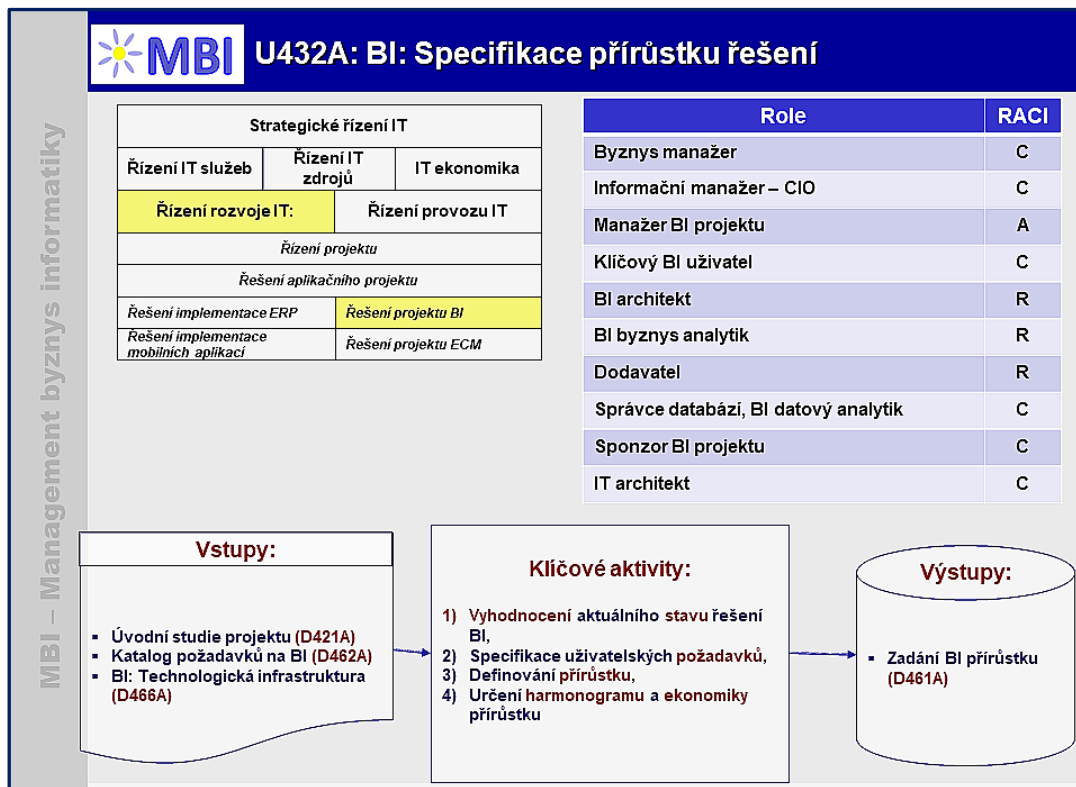 MBI
U432A: BI: Specifikace přírůstku řešení
MBI – Management byznys informatiky
Strategické řízení IT
Řízení IT služeb
Řízení IT
zdrojů
IT ekonomika
Řízení rozvoje IT:
Řízení provozu IT
Řízení projektu
Řešení aplikačního projektu
Řešení implementace ERP
Řešení projektu BI
Řešení implementace
mobilních aplikací
Řešení projektu ECM
Role RACI
Byznys manažer C
Informační manažer – CIO C
Manažer BI projektu A
Klíčový BI uživatel C
BI architekt R
BI byznys analytik R
Dodavatel R
Správce databází, BI datový analytik C
Sponzor BI projektu C
IT architekt C
Vstupy:
▪ Úvodní studie projektu (D421A)
▪ Katalog požadavků na BI (D462A)
▪ BI: Technologická infrastruktura
(D466A)
Klíčové aktivity:
1) Vyhodnocení aktuálního stavu řešení
BI,
2) Specifikace uživatelských požadavků,
3) Definování přírůstku,
4) Určení harmonogramu a ekonomiky
přírůstku
Výstupy:
▪ Zadání BI přírůstku
(D461A)